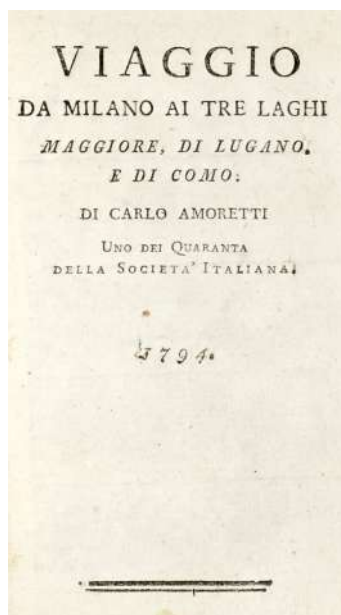 VIAGGIO
DA MILANO AI TRE LAGHI
MAGGIORE, DI LUGANO,
E DI COMO:
DI CARLO AMORETTI
UNO DEI QUARANTA
DELLA SOCIETA' ITALIANA.
1794.